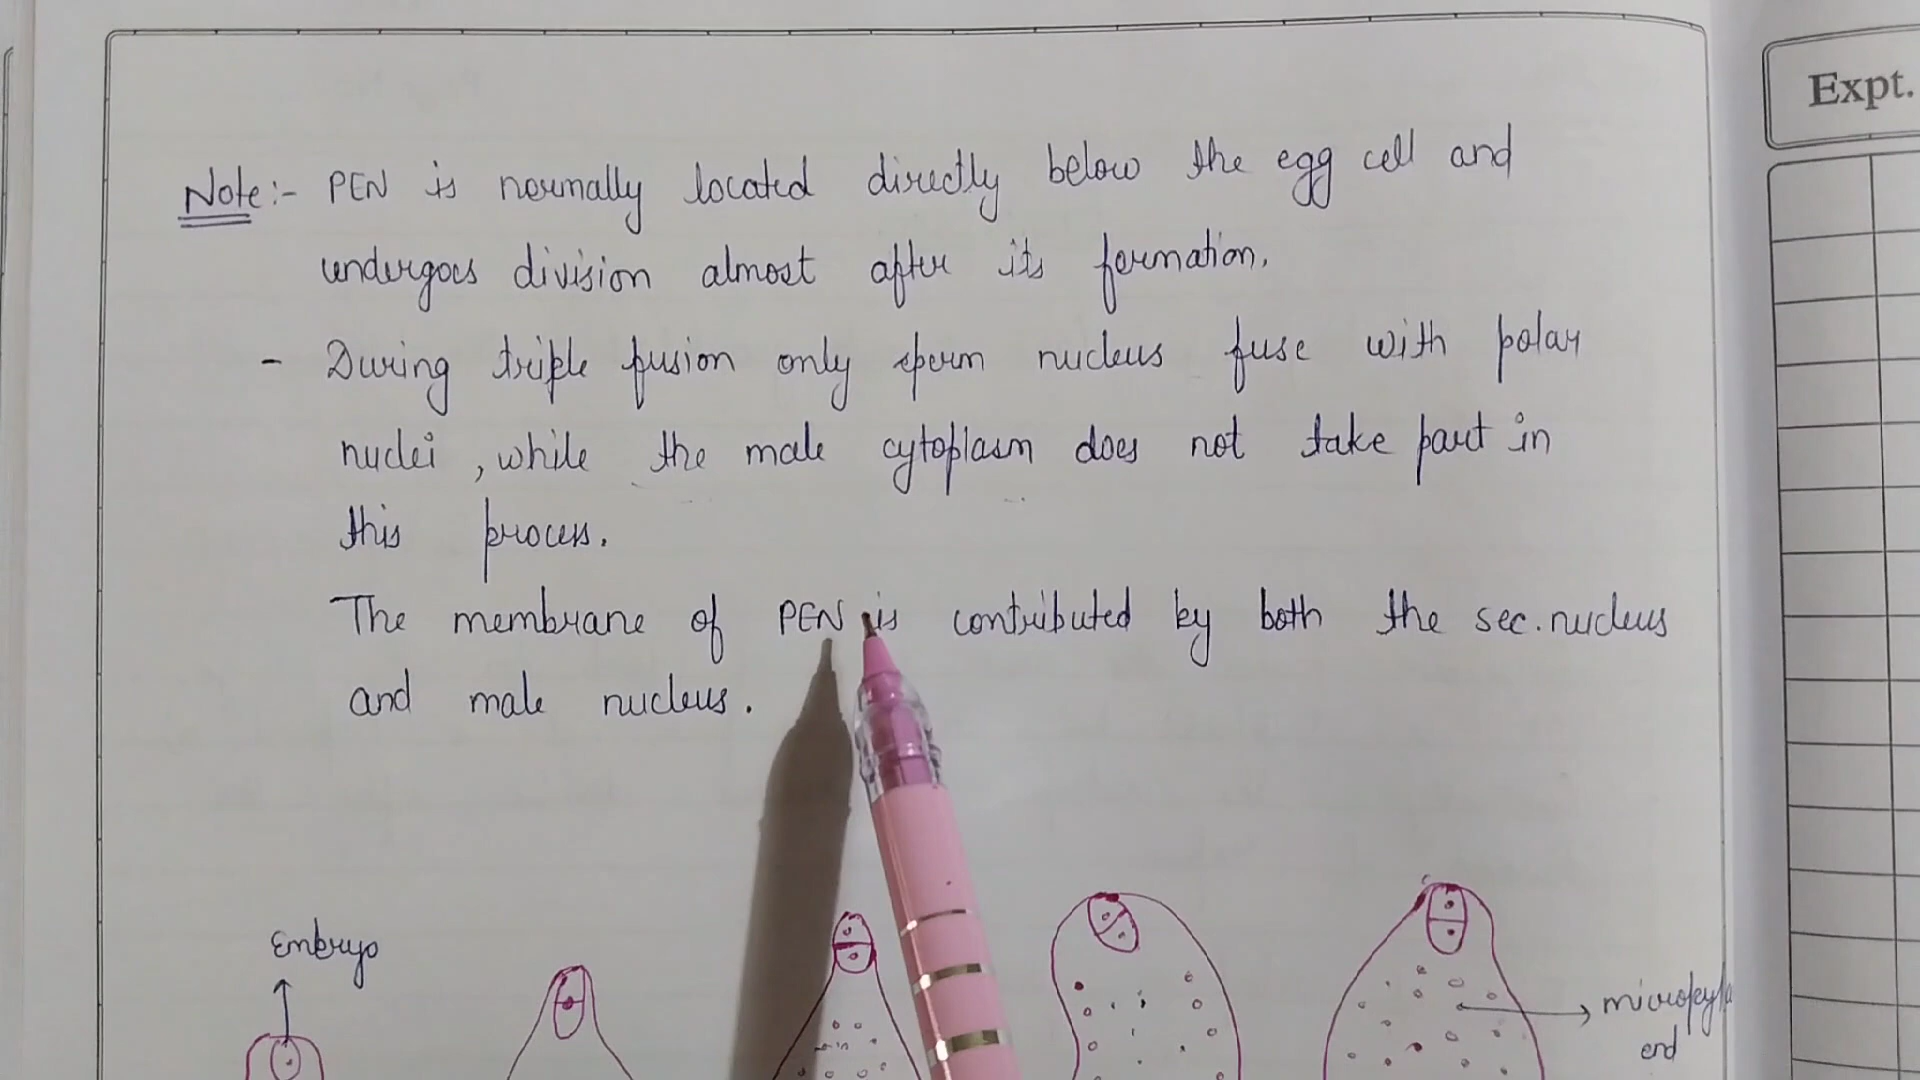 Expt.
Note:- PEN is normally located directly below the egg cell and
undergoes division almost after its formation.
- During triple fusion only sperm nucleus fuse with polar
nuclei, while the male cytoplasm does not take part in
this process.
The membrane of PEN is contributed by both the sec. nucleus
and male nucleus.
Embryo
end